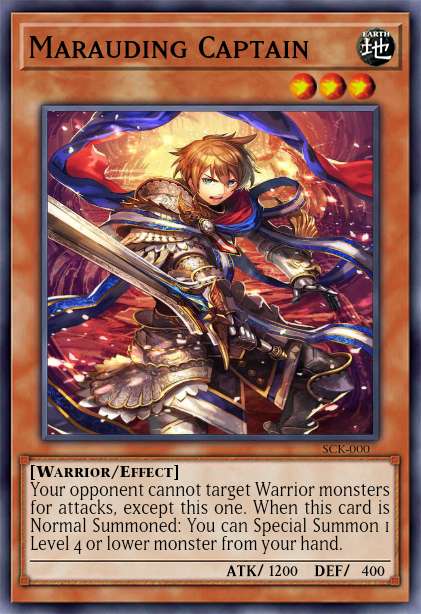 Marauding Captain
EARTH
地
SCK-000
[Warrior/Effect]
Your opponent cannot target Warrior monsters
for attacks, except this one. When this card is
Normal Summoned: You can Special Summon 1
Level 4 or lower monster from your hand.
ATK/ 1200 DEF/ 400